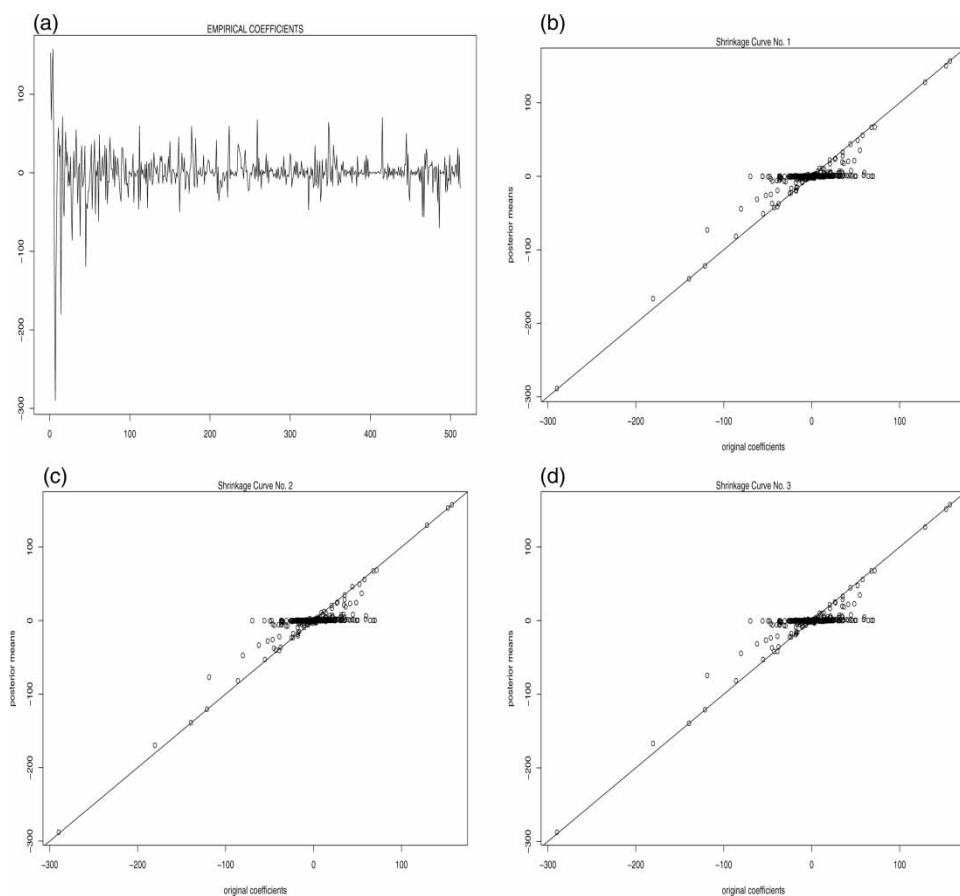 (a)
EMPIRICAL COEFFICIENTS
100
0
−100
−200
−300
0 100 200 300 400 500
(b)
Shrinkage Curve No. 1
posterior means
100
0
−100
−200
−300
−300 −200 −100 0 100
original coefficients
(c)
Shrinkage Curve No. 2
posterior means
100
0
−100
−200
−300
−300 −200 −100 0 100
original coefficients
(d)
Shrinkage Curve No. 3
posterior means
100
0
−100
−200
−300
−300 −200 −100 0 100
original coefficients